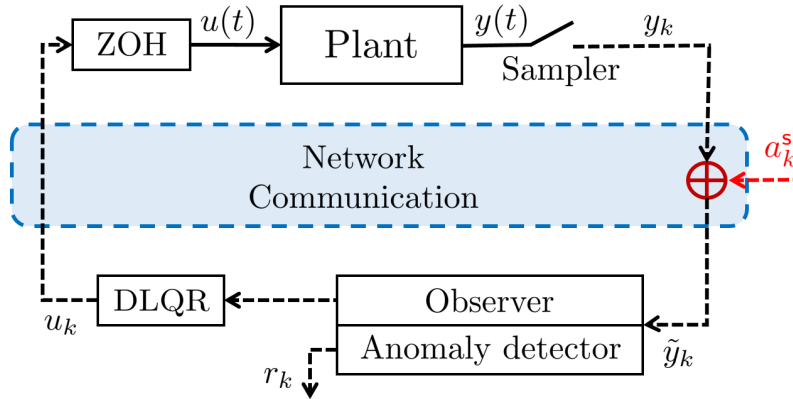 ZOH
u(t)
Plant
y(t)
Sampler
y_k
Network
Communication
a_k^s
u_k
DLQR
Observer
Anomaly detector
ỹ_k
r_k